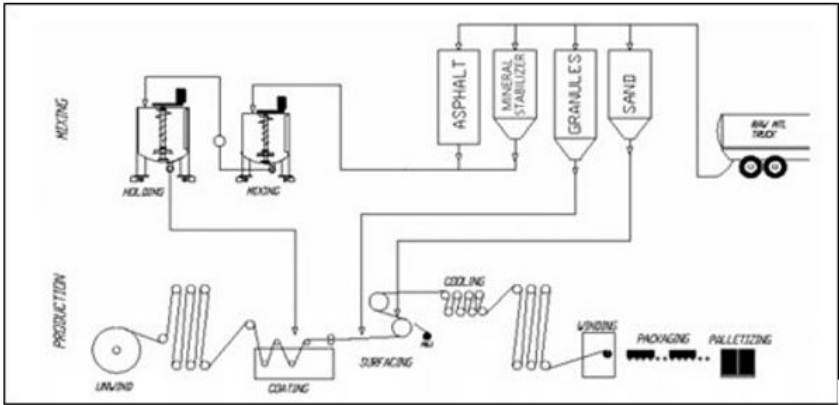 MIXING
ASPHALT
MINERAL
STABILIZER
GRANULES
SAND
RAW MTL
TRUCK
HOLDING
MIXING
PRODUCTION
UNWIND
COATING
SURFACING
COOLING
WINDING
PACKAGING
PALLETIZING